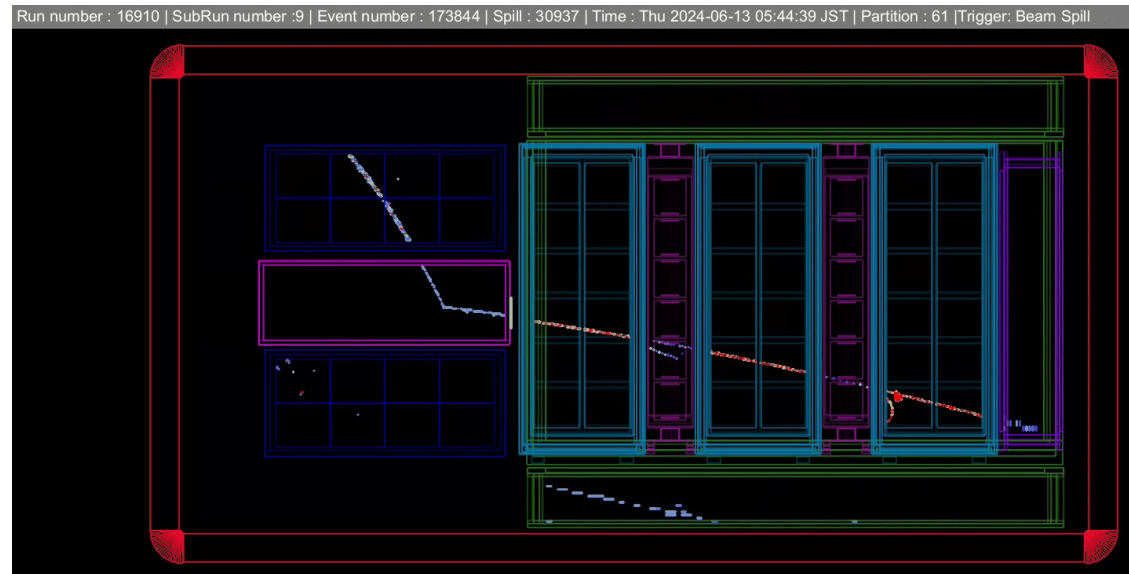 Run number : 16910 | SubRun number :9 | Event number : 173844 | Spill : 30937 | Time : Thu 2024-06-13 05:44:39 JST | Partition : 61 |Trigger: Beam Spill